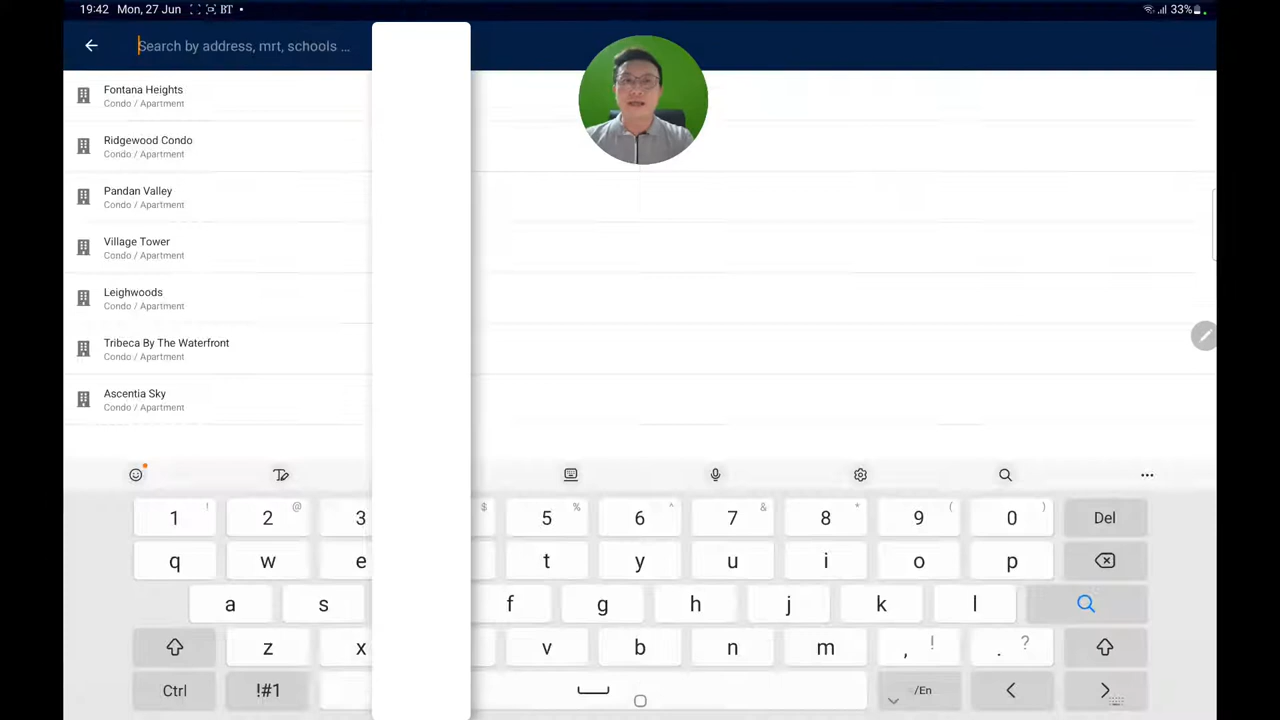 19:42 Mon, 27 Jun BT 33%
Search by address, mrt, schools ...
Fontana Heights
Condo / Apartment
Ridgewood Condo
Condo / Apartment
Pandan Valley
Condo / Apartment
Village Tower
Condo / Apartment
Leighwoods
Condo / Apartment
Tribeca By The Waterfront
Condo / Apartment
Ascentia Sky
Condo / Apartment
! @ $ % ^ & * ( )
1 2 3 5 6 7 8 9 0 Del
q w e t y u i o p
a s f g h j k l
z x v b n m , ! . ?
Ctrl !#1 /En